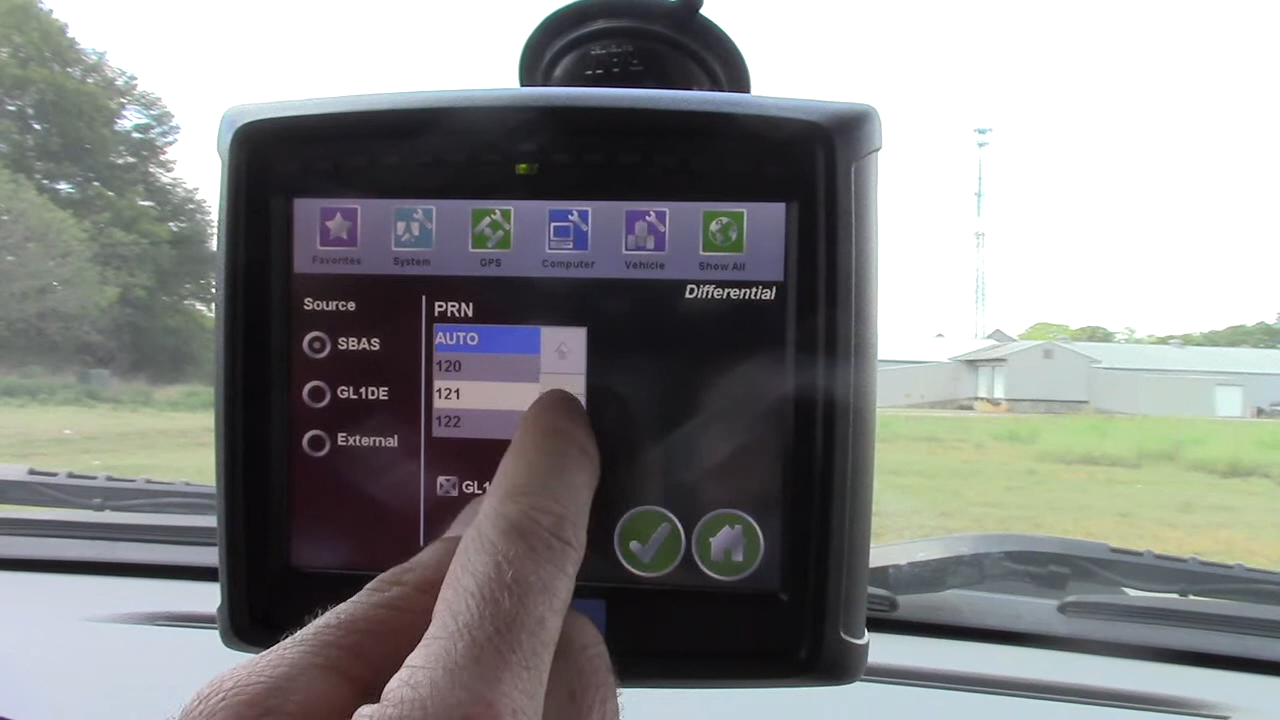 Favorites System GPS Computer Vehicle Show All
Differential
Source
SBAS
GL1DE
External
PRN
AUTO
120
121
122